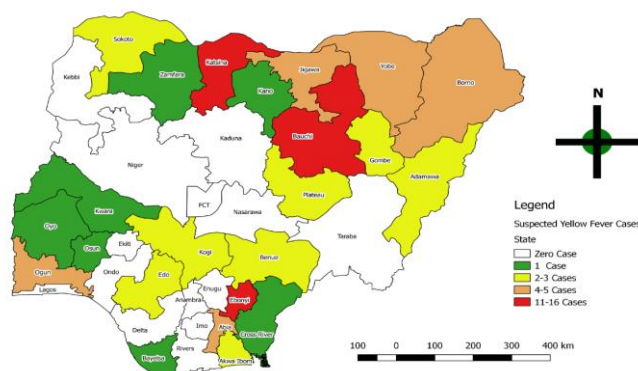 Sokoto
Katsina
Zamfara
Kebbi
Jigawa
Yobe
Borno
Kano
Kaduna
Bauchi
Gombe
Adamawa
Niger
Plateau
FCT
Nasarawa
Taraba
Kwara
Oyo
Osun
Ekiti
Kogi
Benue
Ogun
Ondo
Edo
Lagos
Enugu
Ebonyi
Anambra
Delta
Imo
Abia
Cross River
Rivers
Bayelsa
Akwa Ibom
N
Legend
Suspected Yellow Fever Cases
State
Zero Case
1 Case
2-3 Cases
4-5 Cases
11-16 Cases
100 0 100 200 300 400 km